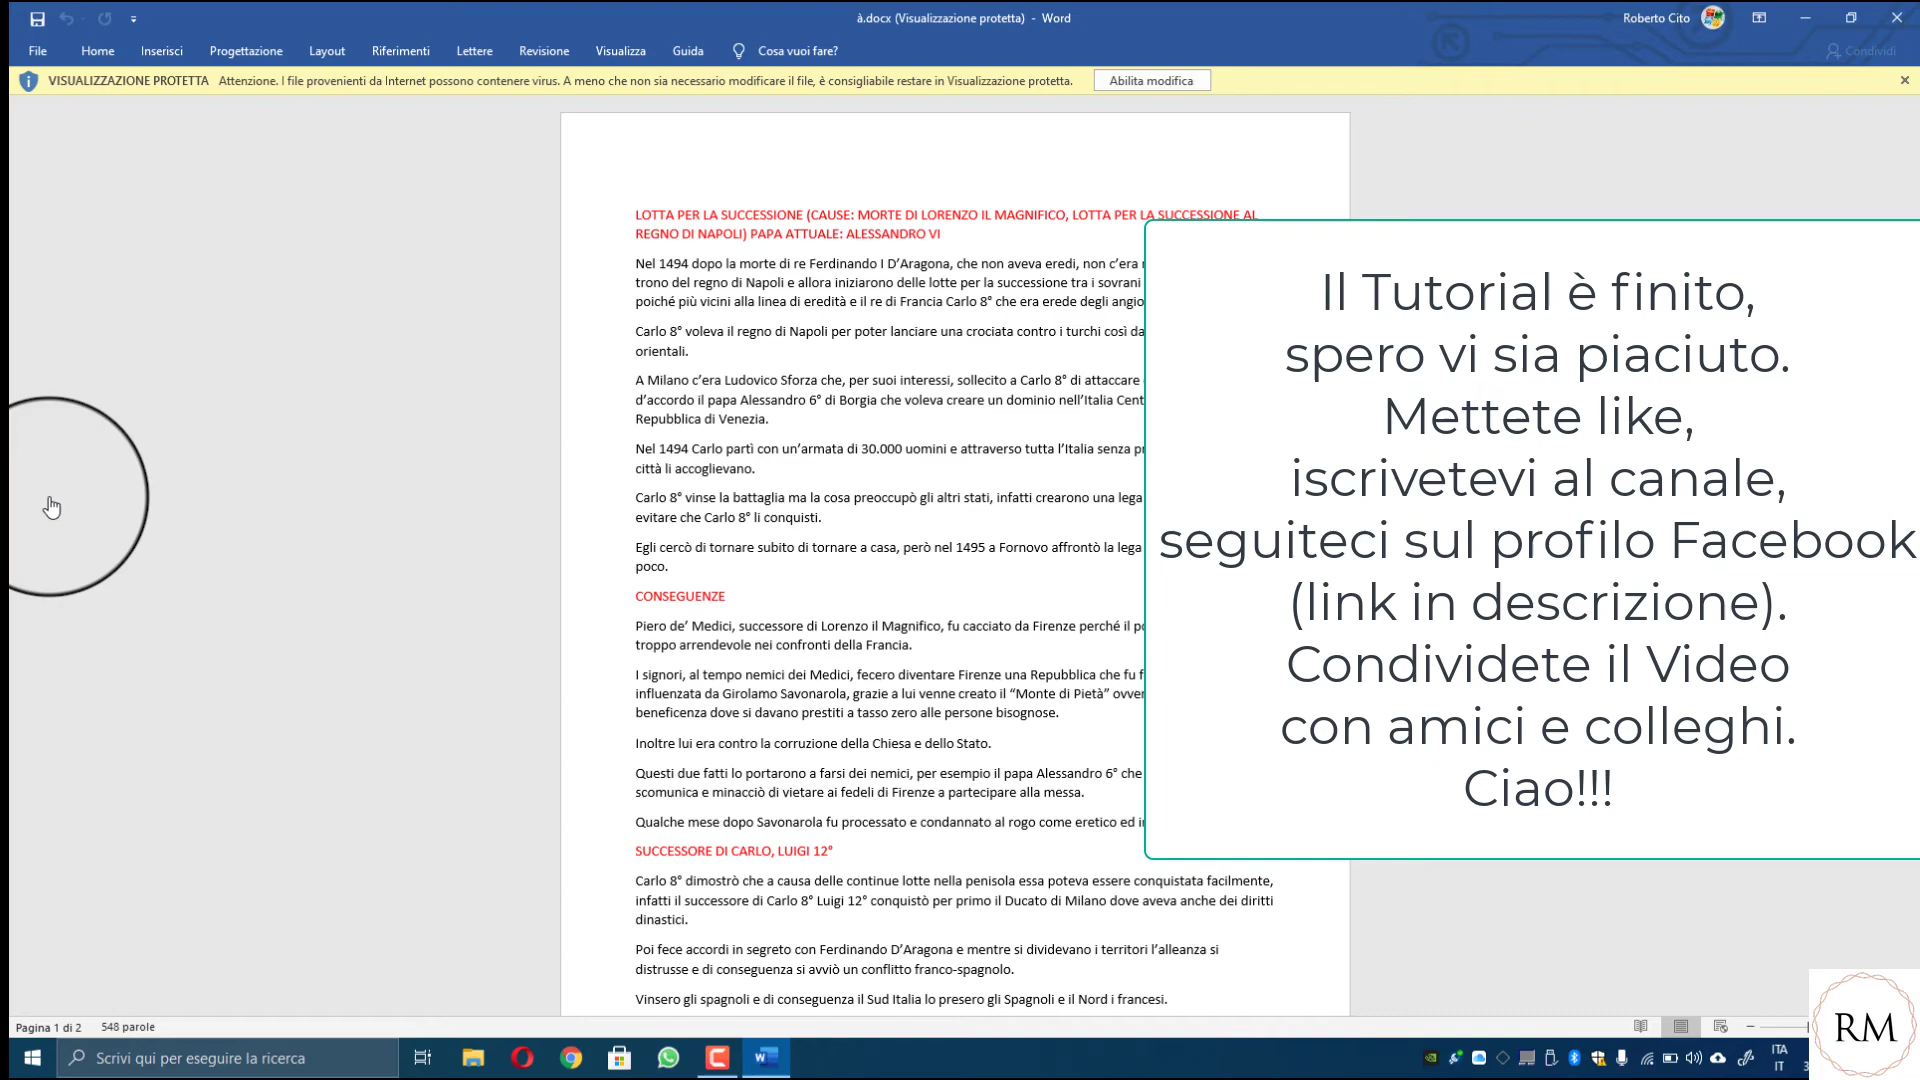 à.docx (Visualizzazione protetta) - Word
Roberto Cito
File Home Inserisci Progettazione Layout Riferimenti Lettere Revisione Visualizza Guida Cosa vuoi fare?
Condividi
VISUALIZZAZIONE PROTETTA Attenzione. I file provenienti da Internet possono contenere virus. A meno che non sia necessario modificare il file, è consigliabile restare in Visualizzazione protetta. Abilita modifica
LOTTA PER LA SUCCESSIONE (CAUSE: MORTE DI LORENZO IL MAGNIFICO, LOTTA PER LA SUCCESSIONE AL
REGNO DI NAPOLI) PAPA ATTUALE: ALESSANDRO VI
Nel 1494 dopo la morte di re Ferdinando I D’Aragona, che non aveva eredi, non c’era
trono del regno di Napoli e allora iniziarono delle lotte per la successione tra i sovrani
poiché più vicini alla linea di eredità e il re di Francia Carlo 8° che era erede degli angio
Carlo 8° voleva il regno di Napoli per poter lanciare una crociata contro i turchi così da
orientali.
A Milano c’era Ludovico Sforza che, per suoi interessi, sollecito a Carlo 8° di attaccare
d’accordo il papa Alessandro 6° di Borgia che voleva creare un dominio nell’Italia Cent
Repubblica di Venezia.
Nel 1494 Carlo partì con un’armata di 30.000 uomini e attraverso tutta l’Italia senza
città li accoglievano.
Carlo 8° vinse la battaglia ma la cosa preoccupò gli altri stati, infatti crearono una lega
evitare che Carlo 8° li conquisti.
Egli cercò di tornare subito di tornare a casa, però nel 1495 a Fornovo affrontò la lega
poco.
CONSEGUENZE
Piero de’ Medici, successore di Lorenzo il Magnifico, fu cacciato da Firenze perché il
troppo arrendevole nei confronti della Francia.
I signori, al tempo nemici dei Medici, fecero diventare Firenze una Repubblica che fu
influenzata da Girolamo Savonarola, grazie a lui venne creato il “Monte di Pietà” ovver
beneficenza dove si davano prestiti a tasso zero alle persone bisognose.
Inoltre lui era contro la corruzione della Chiesa e dello Stato.
Questi due fatti lo portarono a farsi dei nemici, per esempio il papa Alessandro 6° che
scomunica e minacciò di vietare ai fedeli di Firenze a partecipare alla messa.
Qualche mese dopo Savonarola fu processato e condannato al rogo come eretico ed
SUCCESSORE DI CARLO, LUIGI 12°
Carlo 8° dimostrò che a causa delle continue lotte nella penisola essa poteva essere conquistata facilmente,
infatti il successore di Carlo 8° Luigi 12° conquistò per primo il Ducato di Milano dove aveva anche dei diritti
dinastici.
Poi fece accordi in segreto con Ferdinando D’Aragona e mentre si dividevano i territori l’alleanza si
distrusse e di conseguenza si avviò un conflitto franco-spagnolo.
Vinsero gli spagnoli e di conseguenza il Sud Italia lo presero gli Spagnoli e il Nord i francesi.
Il Tutorial è finito,
spero vi sia piaciuto.
Mettete like,
iscrivetevi al canale,
seguiteci sul profilo Facebook
(link in descrizione).
Condividete il Video
con amici e colleghi.
Ciao!!!
Pagina 1 di 2 548 parole
RM
Scrivi qui per eseguire la ricerca
ITA
IT